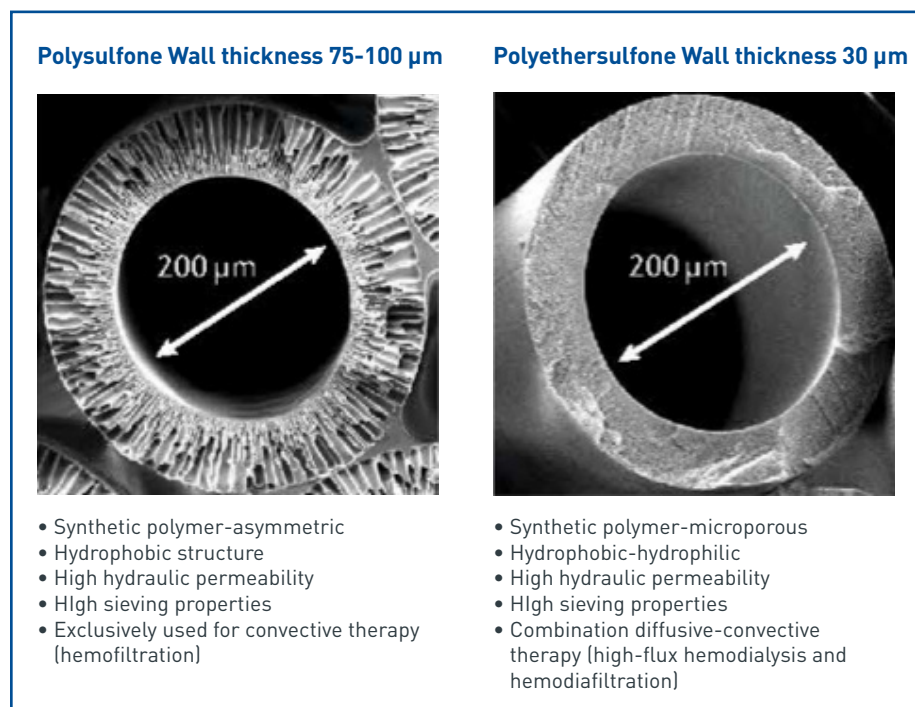 Polysulfone Wall thickness 75-100 µm
200 µm
• Synthetic polymer-asymmetric
• Hydrophobic structure
• High hydraulic permeability
• HIgh sieving properties
• Exclusively used for convective therapy
(hemofiltration)
Polyethersulfone Wall thickness 30 µm
200 µm
• Synthetic polymer-microporous
• Hydrophobic-hydrophilic
• High hydraulic permeability
• HIgh sieving properties
• Combination diffusive-convective
therapy (high-flux hemodialysis and
hemodiafiltration)